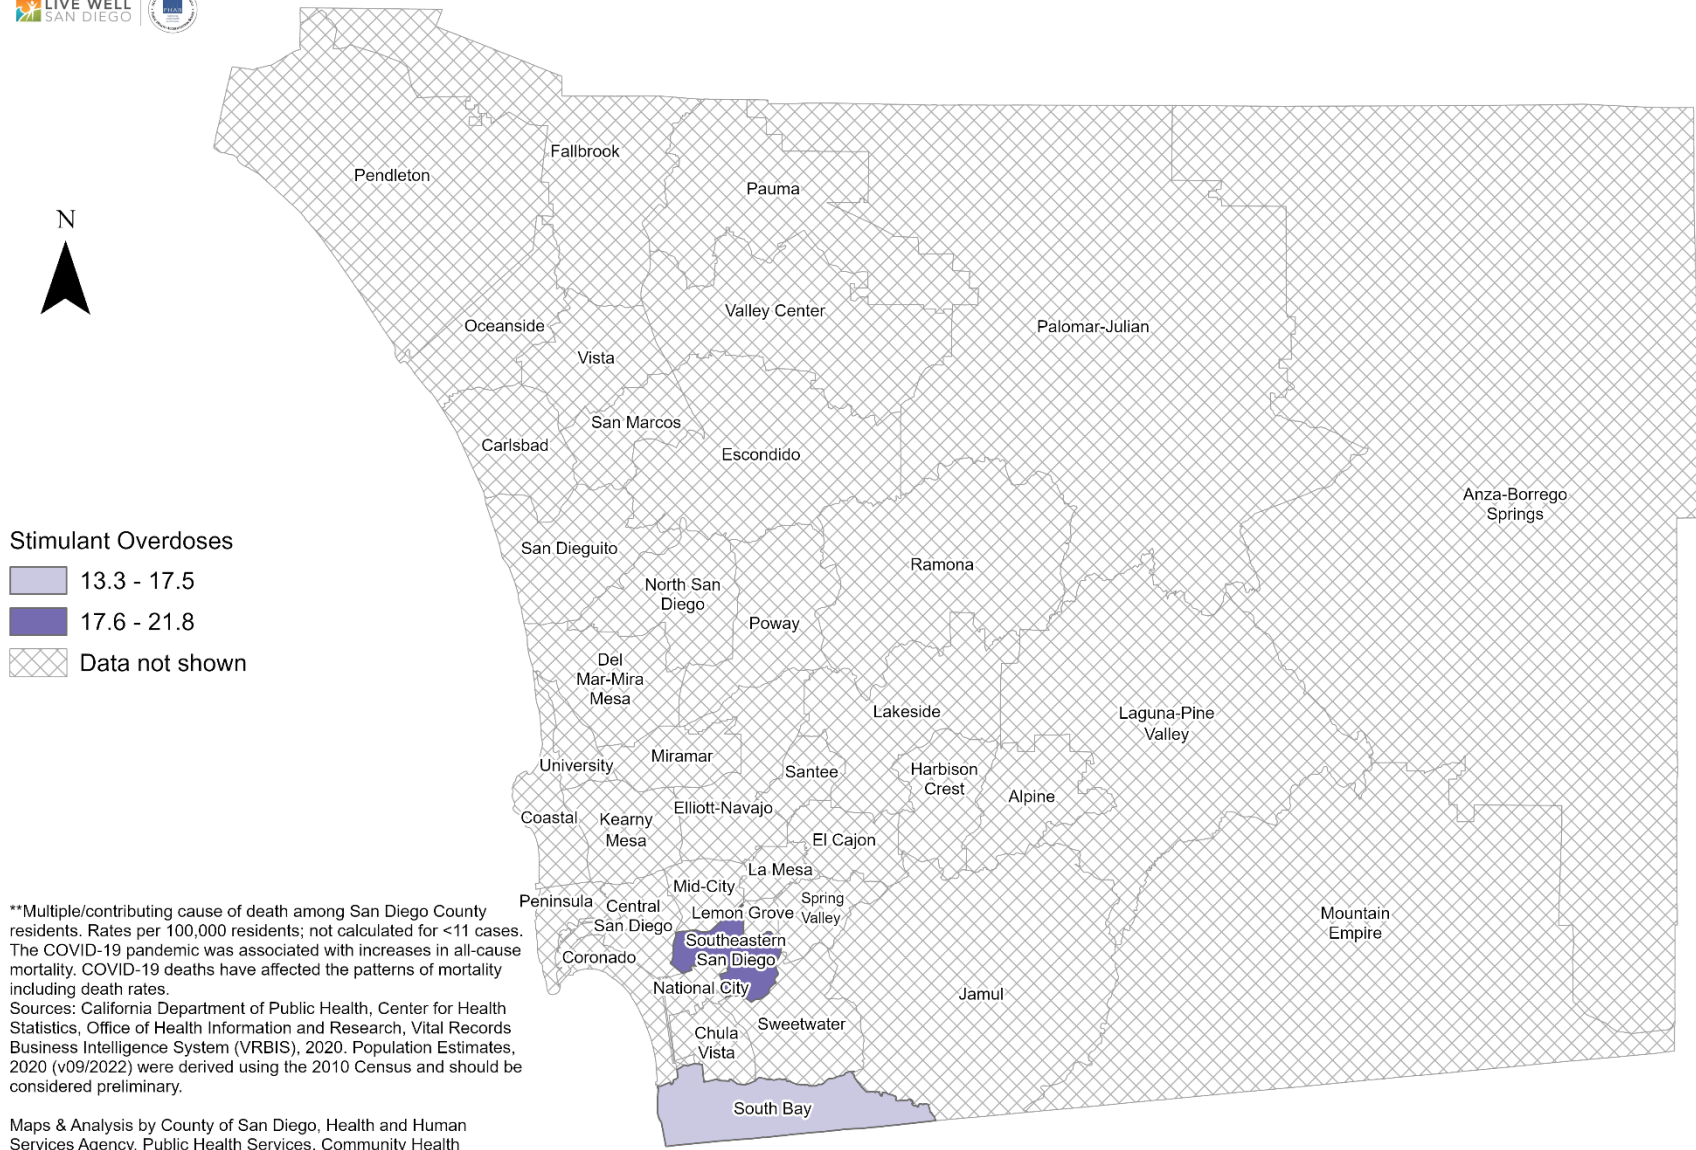 LIVE WELL
SAN DIEGO
PHAB
N
Pendleton
Fallbrook
Pauma
Oceanside
Vista
Valley Center
Palomar-Julian
Carlsbad
San Marcos
Escondido
Anza-Borrego
Springs
San Dieguito
North San
Diego
Poway
Ramona
Del
Mar-Mira
Mesa
Lakeside
Laguna-Pine
Valley
University
Miramar
Santee
Harbison
Crest
Alpine
Coastal
Kearny
Mesa
Elliott-Navajo
El Cajon
La Mesa
Mid-City
Peninsula
Central
San Diego
Lemon Grove
Spring
Valley
Southeastern
San Diego
Coronado
National City
Jamul
Mountain
Empire
Chula
Vista
Sweetwater
South Bay
Stimulant Overdoses
13.3 - 17.5
17.6 - 21.8
Data not shown
**Multiple/contributing cause of death among San Diego County
residents. Rates per 100,000 residents; not calculated for <11 cases.
The COVID-19 pandemic was associated with increases in all-cause
mortality. COVID-19 deaths have affected the patterns of mortality
including death rates.
Sources: California Department of Public Health, Center for Health
Statistics, Office of Health Information and Research, Vital Records
Business Intelligence System (VRBIS), 2020. Population Estimates,
2020 (v09/2022) were derived using the 2010 Census and should be
considered preliminary.
Maps & Analysis by County of San Diego, Health and Human
Services Agency, Public Health Services, Community Health